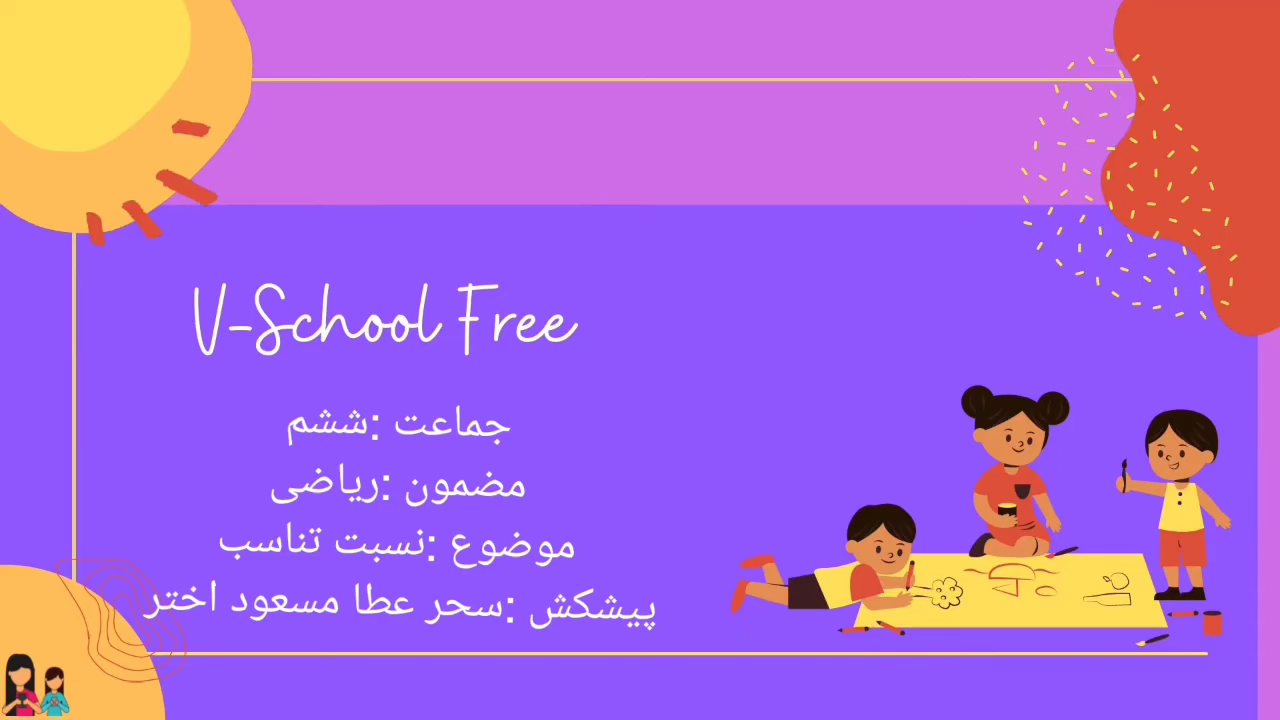 V-School Free
جماعت :ششم
مضمون :ریاضی
موضوع :نسبت تناسب
پیشکش :سحر عطا مسعود اختر